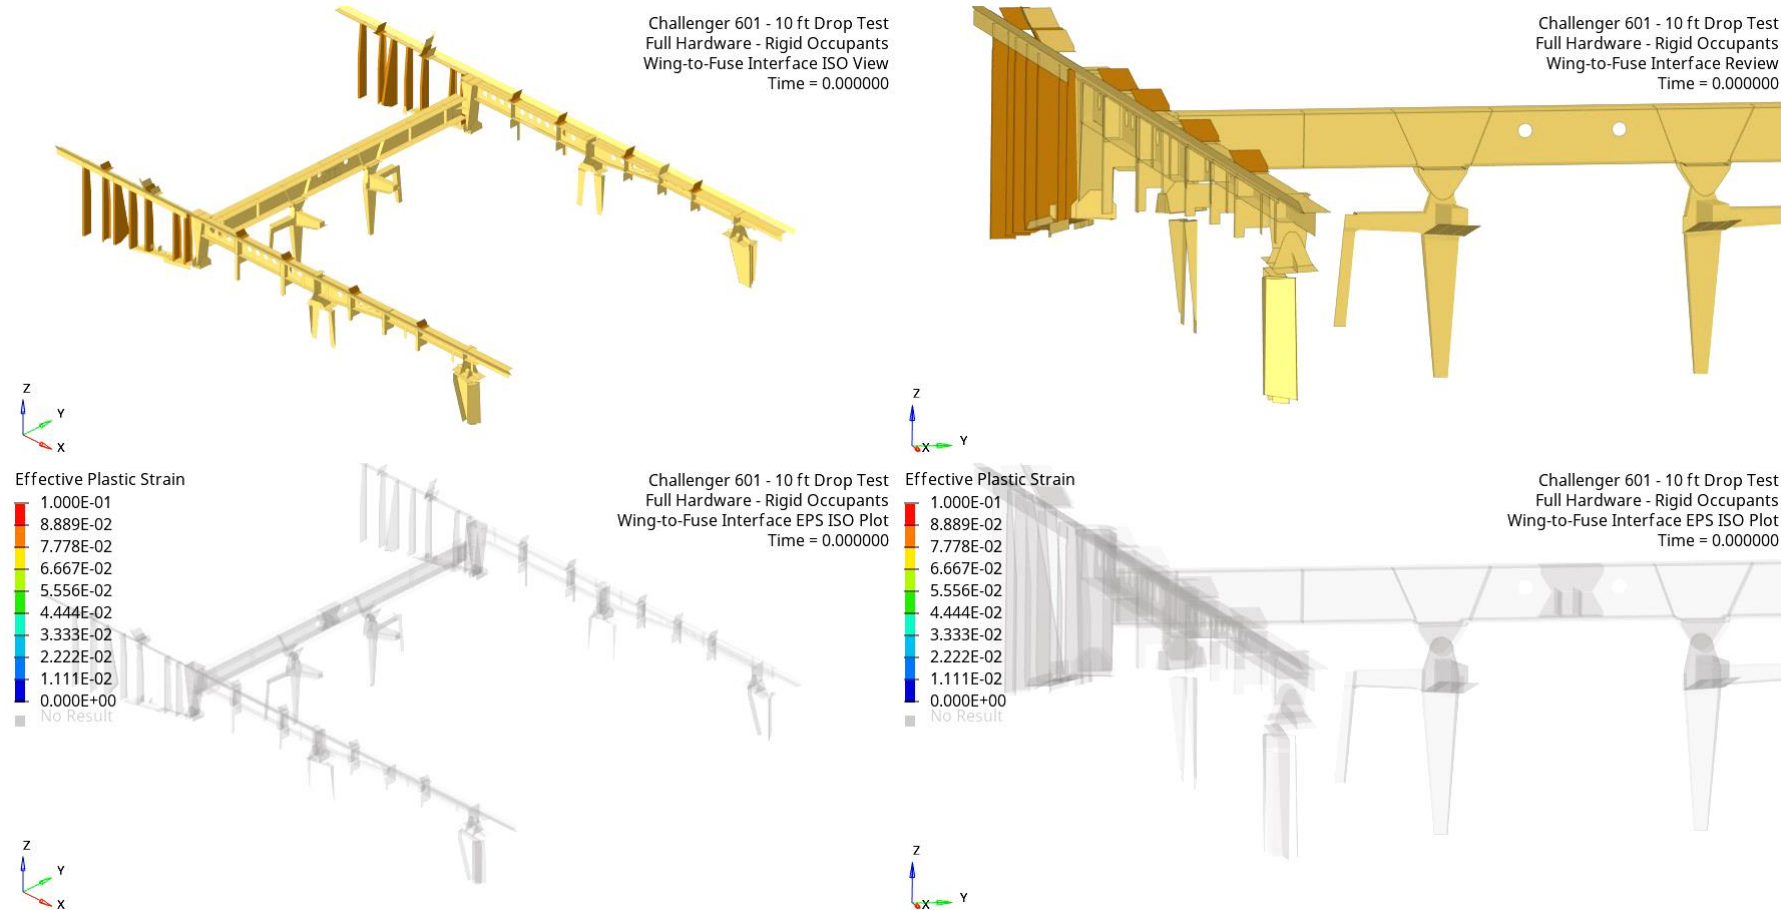 Challenger 601 - 10 ft Drop Test
Full Hardware - Rigid Occupants
Wing-to-Fuse Interface ISO View
Time = 0.000000
Z
Y
X
Challenger 601 - 10 ft Drop Test
Full Hardware - Rigid Occupants
Wing-to-Fuse Interface Review
Time = 0.000000
Z
Y
X
Effective Plastic Strain
1.000E-01
8.889E-02
7.778E-02
6.667E-02
5.556E-02
4.444E-02
3.333E-02
2.222E-02
1.111E-02
0.000E+00
No Result
Challenger 601 - 10 ft Drop Test
Full Hardware - Rigid Occupants
Wing-to-Fuse Interface EPS ISO Plot
Time = 0.000000
Z
Y
X
Effective Plastic Strain
1.000E-01
8.889E-02
7.778E-02
6.667E-02
5.556E-02
4.444E-02
3.333E-02
2.222E-02
1.111E-02
0.000E+00
No Result
Challenger 601 - 10 ft Drop Test
Full Hardware - Rigid Occupants
Wing-to-Fuse Interface EPS ISO Plot
Time = 0.000000
Z
Y
X